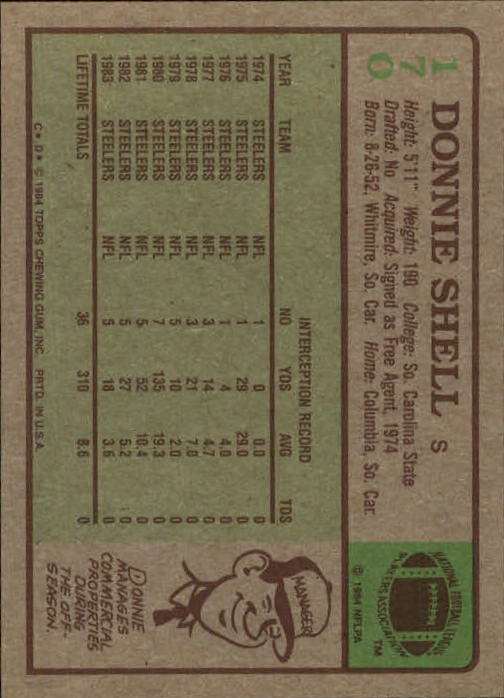 170
DONNIE SHELL S
Height: 5'11" Weight: 190 College: So. Carolina State
Drafted: No Acquired: Signed as Free Agent, 1974
Born: 8-26-52, Whitmire, So. Car. Home: Columbia, So. Car.
NATIONAL FOOTBALL LEAGUE
PLAYERS ASSOCIATION
TM
© 1984 NFLPA
INTERCEPTION RECORD
YEAR TEAM NO YDS AVG TDS
1974 STEELERS NFL 1 0 0.0 0
1975 STEELERS NFL 1 29 29.0 0
1976 STEELERS NFL 1 4 4.0 0
1977 STEELERS NFL 3 14 4.7 0
1978 STEELERS NFL 3 21 7.0 0
1979 STEELERS NFL 5 10 2.0 0
1980 STEELERS NFL 7 135 19.3 0
1981 STEELERS NFL 5 52 10.4 0
1982 STEELERS NFL 5 27 5.2 0
1983 STEELERS NFL 5 18 3.6 0
LIFETIME TOTALS 36 310 8.6 0
C* D* © 1984 TOPPS CHEWING GUM, INC. PRTD. IN U.S.A.
MANAGER
DONNIE
MANAGES
COMMERCIAL
PROPERTIES
DURING
THE OFF-
SEASON.